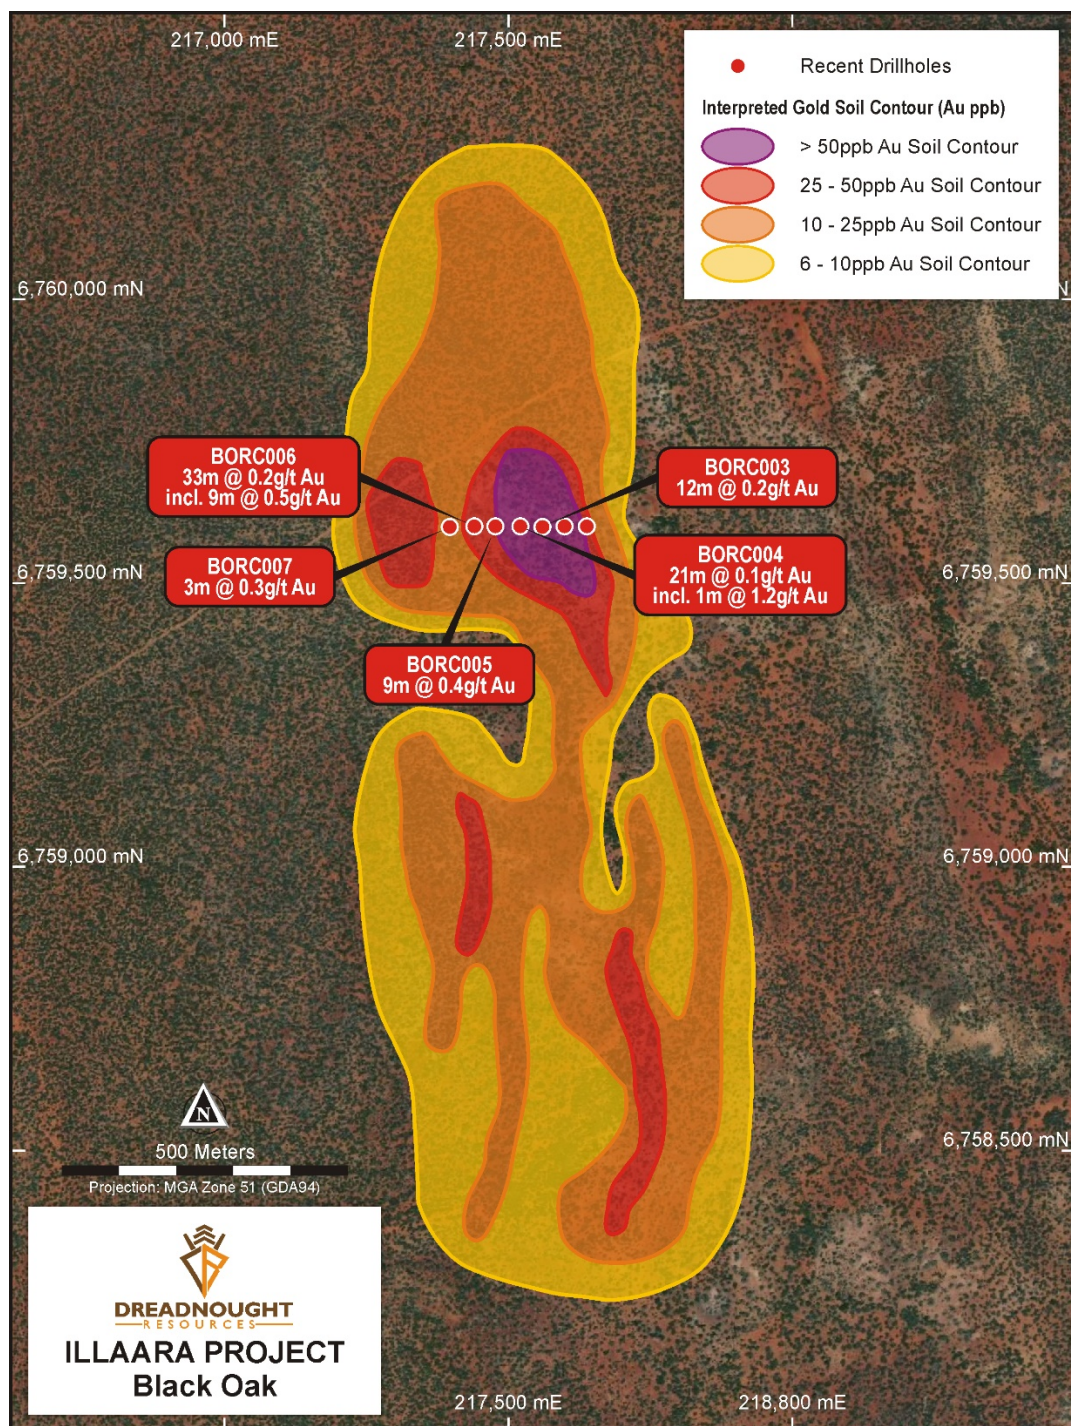 217,000 mE
217,500 mE
Recent Drillholes
Interpreted Gold Soil Contour (Au ppb)
> 50ppb Au Soil Contour
25 - 50ppb Au Soil Contour
10 - 25ppb Au Soil Contour
6 - 10ppb Au Soil Contour
6,760,000 mN
N
BORC006
33m @ 0.2g/t Au
incl. 9m @ 0.5g/t Au
BORC003
12m @ 0.2g/t Au
BORC007
3m @ 0.3g/t Au
BORC004
21m @ 0.1g/t Au
incl. 1m @ 1.2g/t Au
6,759,500 mN
6,759,500 mN
BORC005
9m @ 0.4g/t Au
6,759,000 mN
6,759,000 mN
N
500 Meters
Projection: MGA Zone 51 (GDA94)
6,758,500 mN
DREADNOUGHT
RESOURCES
ILLAARA PROJECT
Black Oak
217,500 mE
218,800 mE